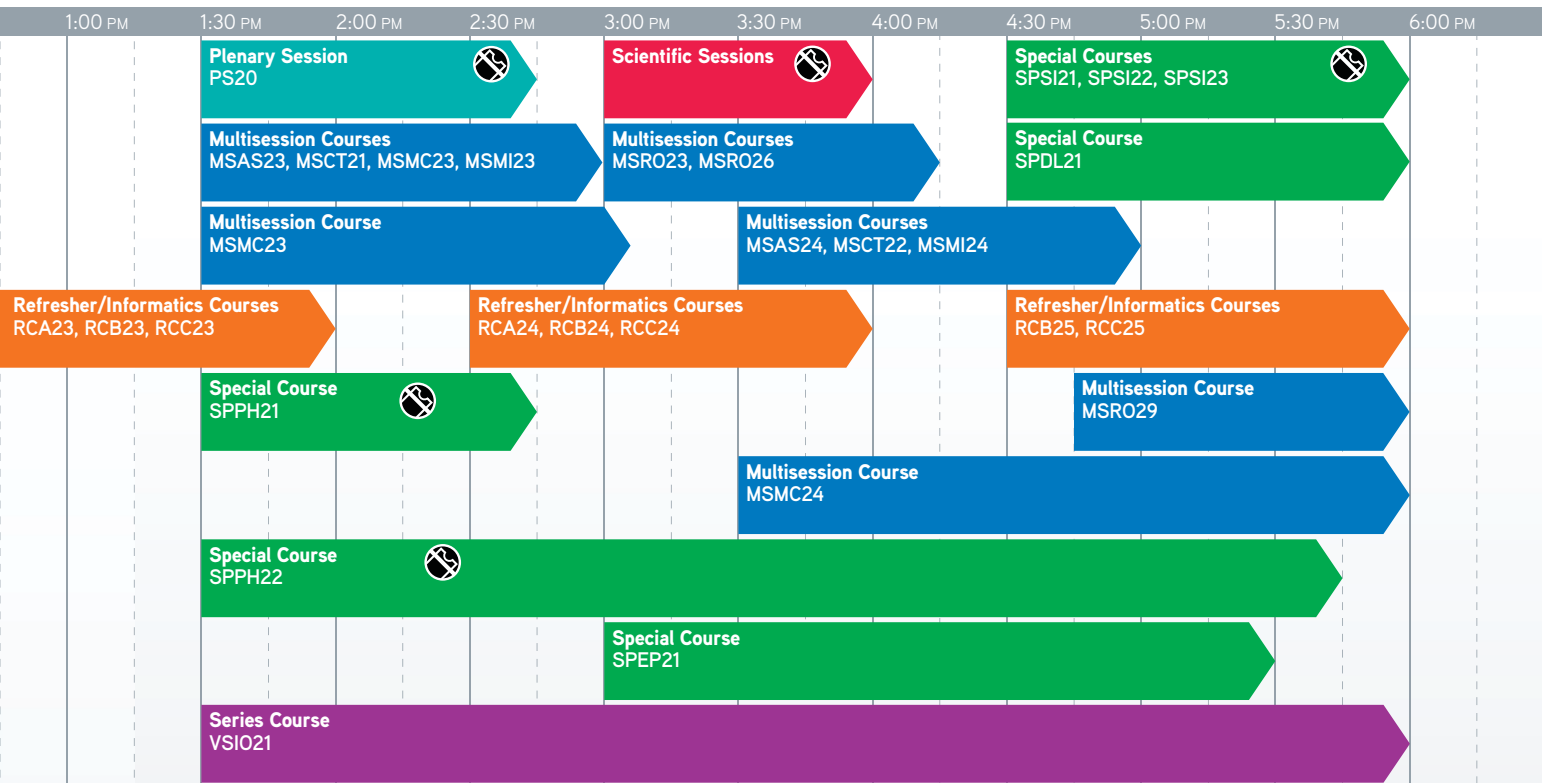 1:00 PM 1:30 PM 2:00 PM 2:30 PM 3:00 PM 3:30 PM 4:00 PM 4:30 PM 5:00 PM 5:30 PM 6:00 PM
Plenary Session
PS20
Scientific Sessions
Special Courses
SPSI21, SPSI22, SPSI23
Multisession Courses
MSAS23, MSCT21, MSMC23, MSMI23
Multisession Courses
MSRO23, MSRO26
Special Course
SPDL21
Multisession Course
MSMC23
Multisession Courses
MSAS24, MSCT22, MSMI24
Refresher/Informatics Courses
RCA23, RCB23, RCC23
Refresher/Informatics Courses
RCA24, RCB24, RCC24
Refresher/Informatics Courses
RCB25, RCC25
Special Course
SPPH21
Multisession Course
MSRO29
Multisession Course
MSMC24
Special Course
SPPH22
Special Course
SPEP21
Series Course
VSIO21